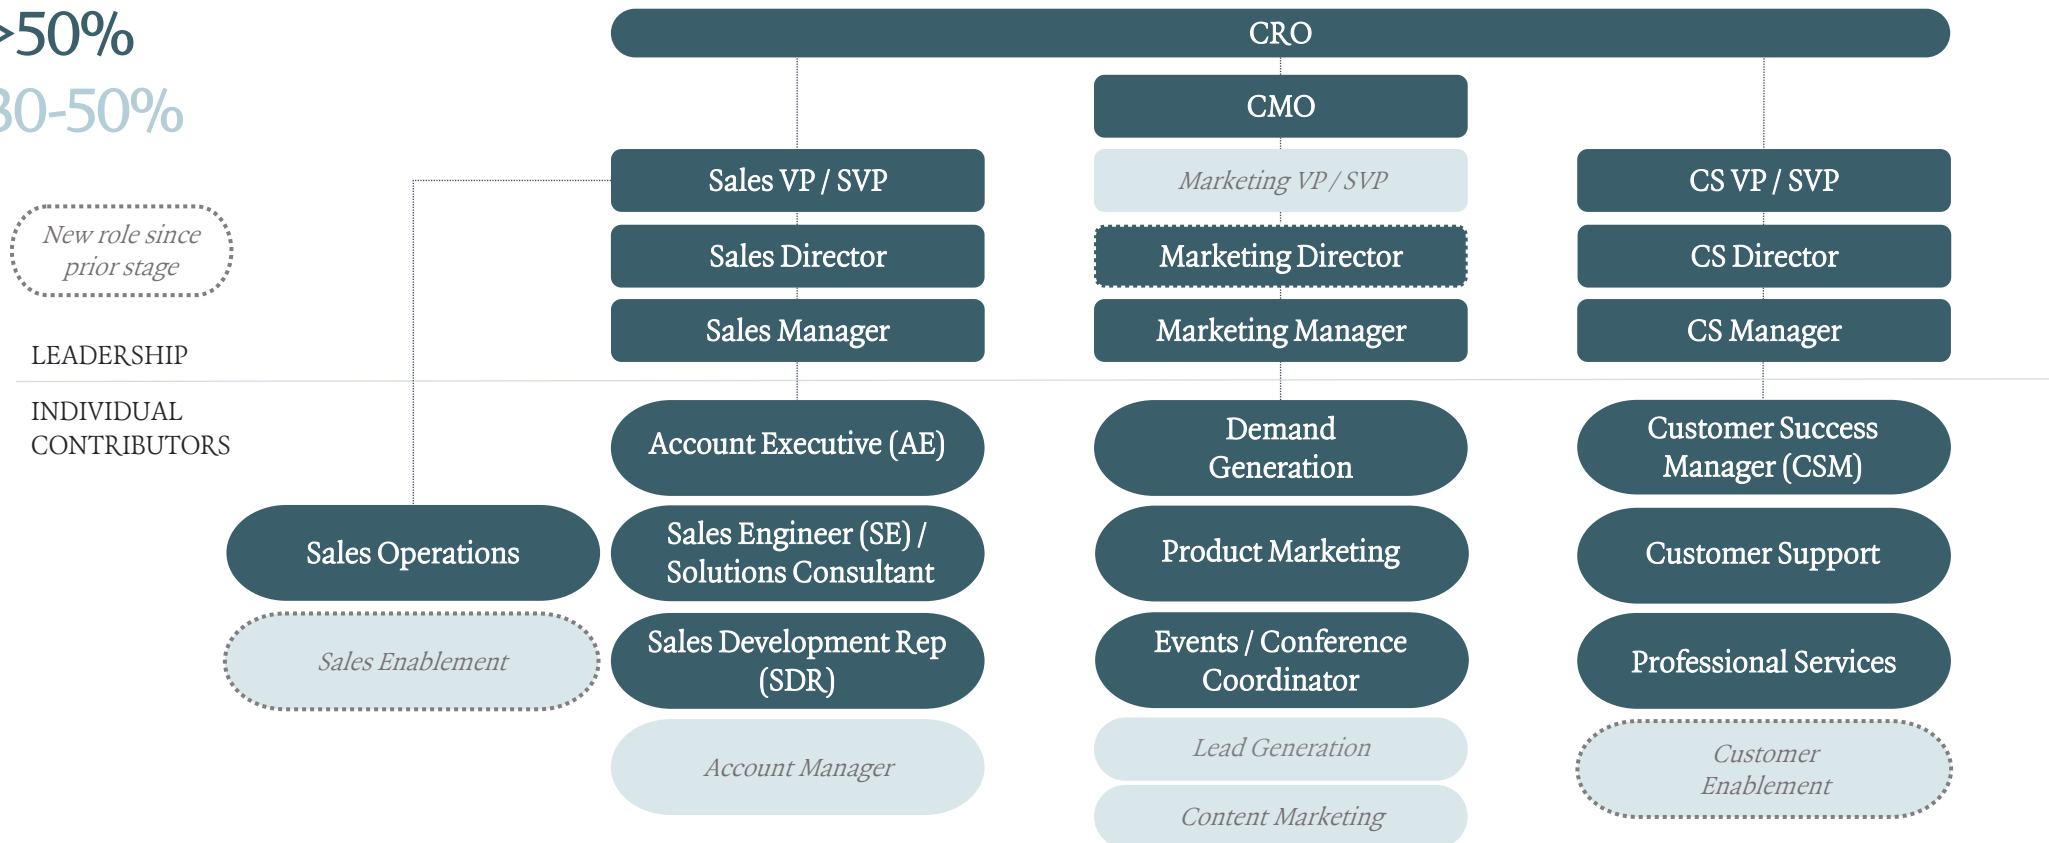 >50%
CRO
30-50%
CMO
Sales VP / SVP
Marketing VP / SVP
CS VP / SVP
New role since
prior stage
Sales Director
Marketing Director
CS Director
Sales Manager
Marketing Manager
CS Manager
LEADERSHIP
INDIVIDUAL
CONTRIBUTORS
Account Executive (AE)
Demand
Generation
Customer Success
Manager (CSM)
Sales Operations
Sales Engineer (SE) /
Solutions Consultant
Product Marketing
Customer Support
Sales Enablement
Sales Development Rep
(SDR)
Events / Conference
Coordinator
Professional Services
Account Manager
Lead Generation
Content Marketing
Customer
Enablement